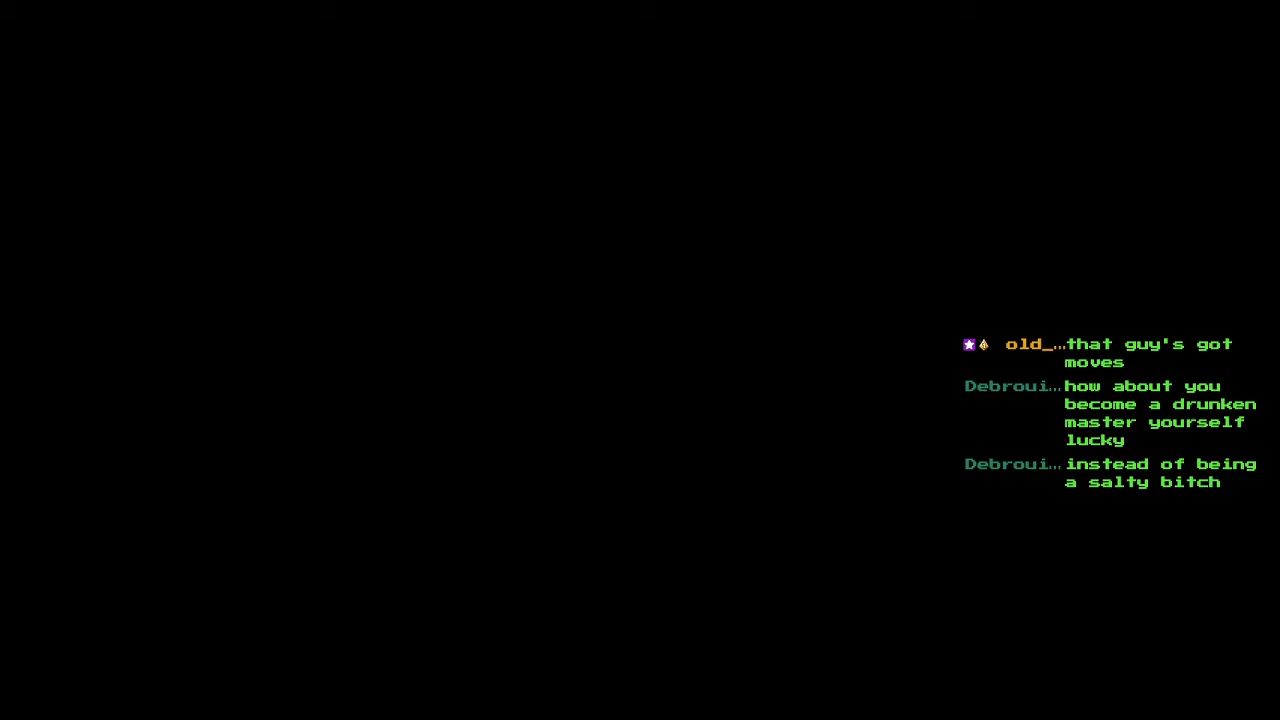 old_…that guy's got
moves
Debroui…how about you
become a drunken
master yourself
lucky
Debroui…instead of being
a salty bitch